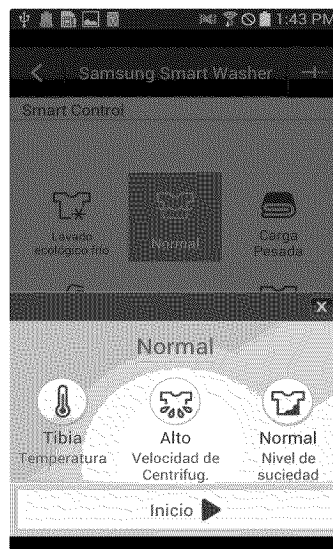 1:43 PM
Samsung Smart Washer
Smart Control
Lavado
ecológico frío
Normal
Carga
Pesada
X
Normal
Tibia
Temperatura
Alto
Velocidad de
Centrifug.
Normal
Nivel de
suciedad
Inicio